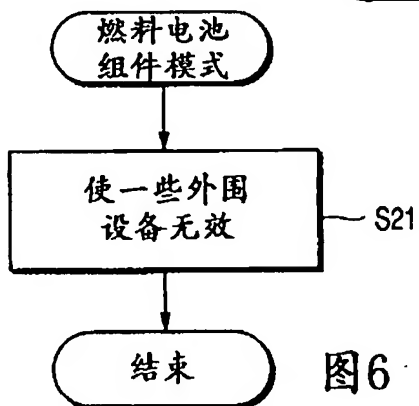 燃料电池
组件模式
使一些外围
设备无效
S21
结束
图6